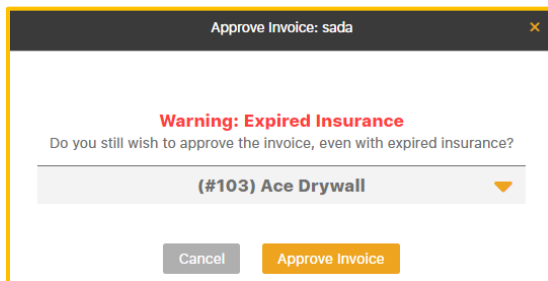 Approve Invoice: sada ×
Warning: Expired Insurance
Do you still wish to approve the invoice, even with expired insurance?
(#103) Ace Drywall
Cancel Approve Invoice